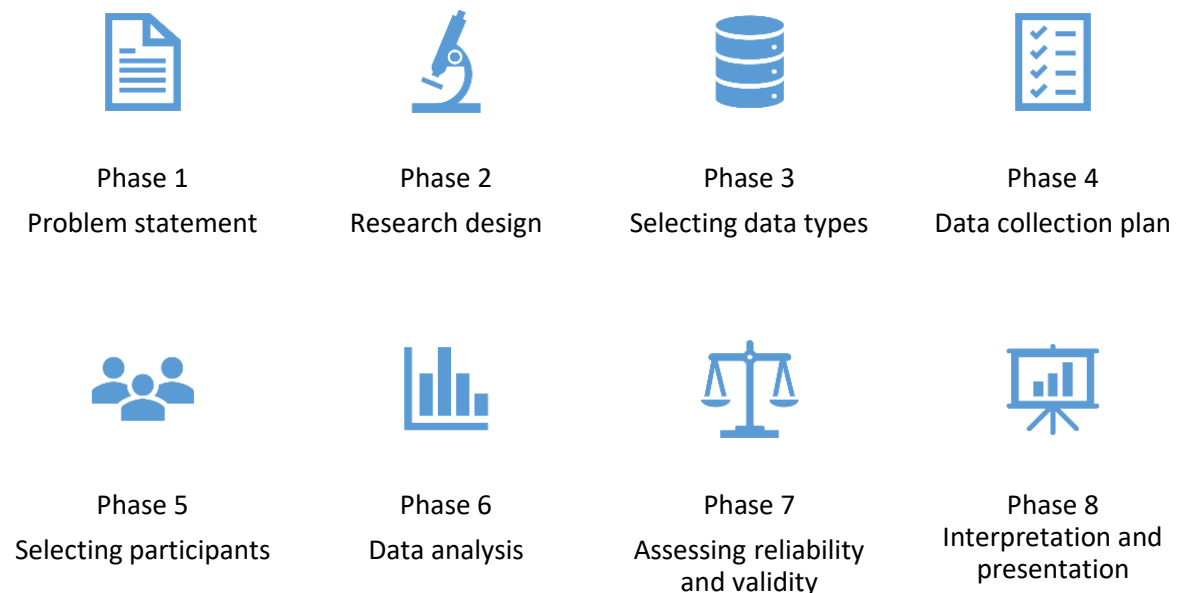 Phase 1
Problem statement
Phase 2
Research design
Phase 3
Selecting data types
Phase 4
Data collection plan
Phase 5
Selecting participants
Phase 6
Data analysis
Phase 7
Assessing reliability
and validity
Phase 8
Interpretation and
presentation